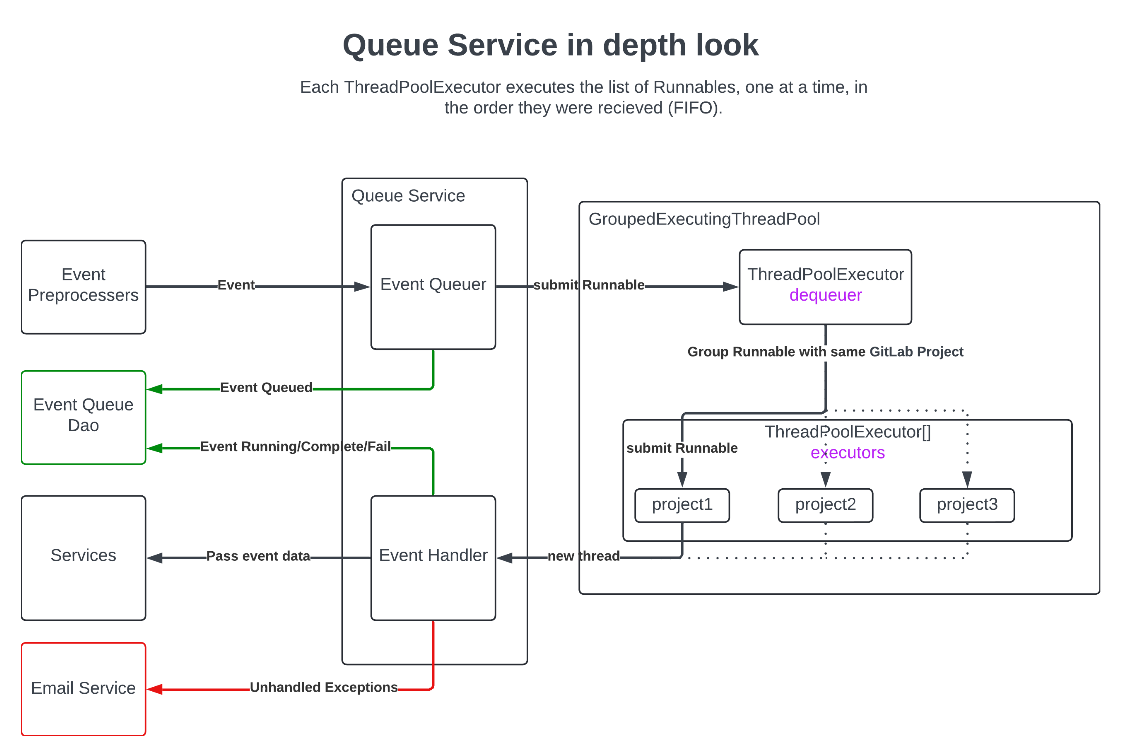 Queue Service in depth look
Each ThreadPoolExecutor executes the list of Runnables, one at a time, in
the order they were recieved (FIFO).
Queue Service
GroupedExecutingThreadPool
Event
Preprocessers
Event
Event Queuer
submit Runnable
ThreadPoolExecutor
dequeuer
Group Runnable with same GitLab Project
Event Queued
Event Queue
Dao
Event Running/Complete/Fail
ThreadPoolExecutor[]
executors
submit Runnable
project1
project2
project3
Services
Pass event data
Event Handler
new thread
Email Service
Unhandled Exceptions